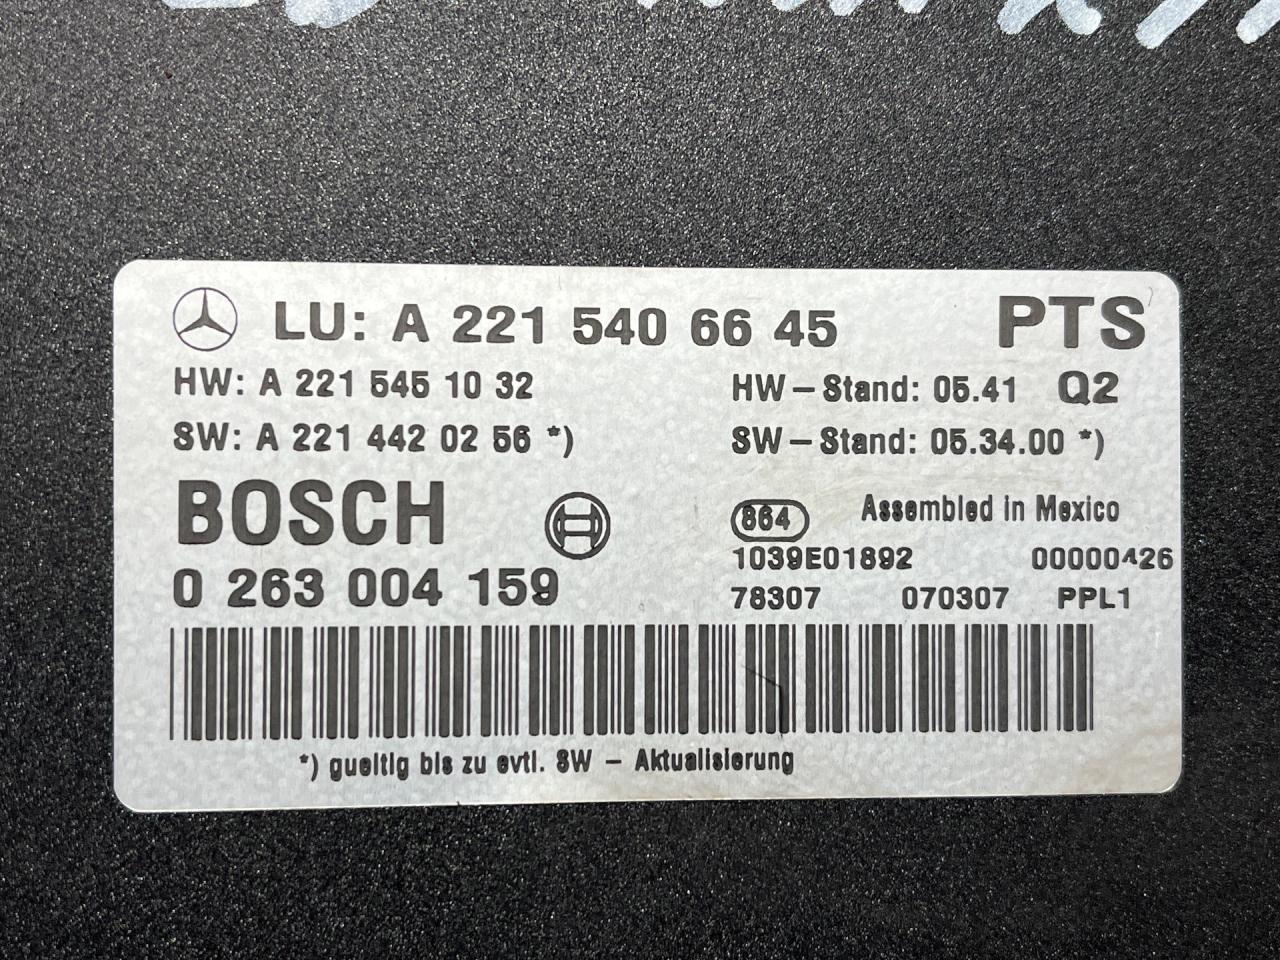 LU: A 221 540 66 45 PTS
HW: A 221 545 10 32 HW-Stand: 05.41 Q2
SW: A 221 442 02 56 *) SW-Stand: 05.34.00 *)
BOSCH 864 Assembled in Mexico
1039E01892 00000426
0 263 004 159 78307 070307 PPL1
*) gueltig bis zu evtl. SW - Aktualisierung